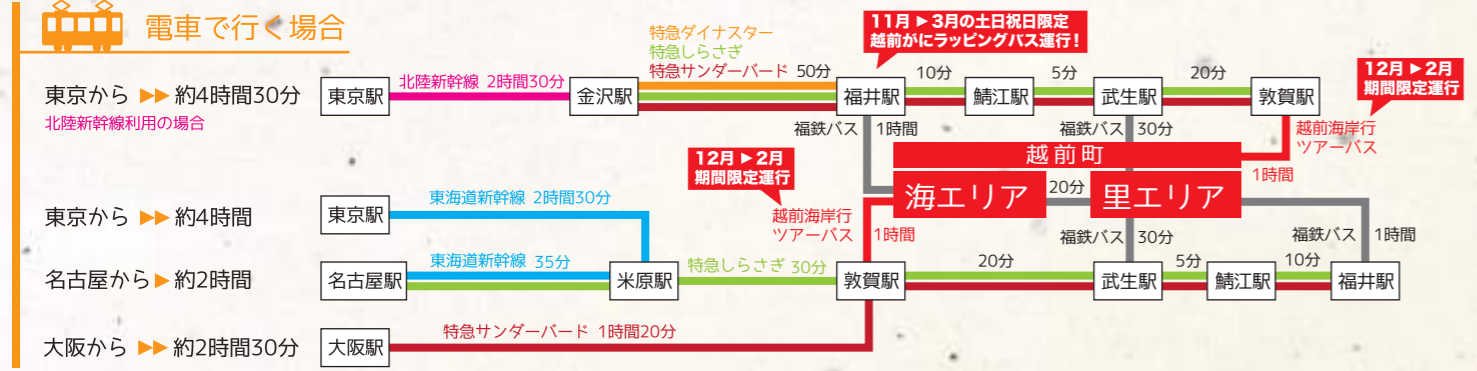 電車で行く場合
11月 ▶ 3月の土日祝日限定
越前がにラッピングバス運行！
特急ダイナスター
特急しらさぎ
特急サンダーバード 50分
東京から ▶▶ 約4時間30分
北陸新幹線利用の場合
東京駅
北陸新幹線 2時間30分
金沢駅
福井駅
10分
鯖江駅
5分
武生駅
20分
敦賀駅
12月 ▶ 2月
期間限定運行
福鉄バス 1時間
福鉄バス 30分
越前海岸行
ツアーバス
1時間
越前町
12月 ▶ 2月
期間限定運行
海エリア
20分
里エリア
東京から ▶▶ 約4時間
東京駅
東海道新幹線 2時間30分
越前海岸行
ツアーバス
1時間
福鉄バス 30分
福鉄バス 1時間
名古屋から ▶ 約2時間
名古屋駅
東海道新幹線 35分
米原駅
特急しらさぎ 30分
敦賀駅
20分
武生駅
5分
鯖江駅
10分
福井駅
大阪から ▶▶ 約2時間30分
大阪駅
特急サンダーバード 1時間20分